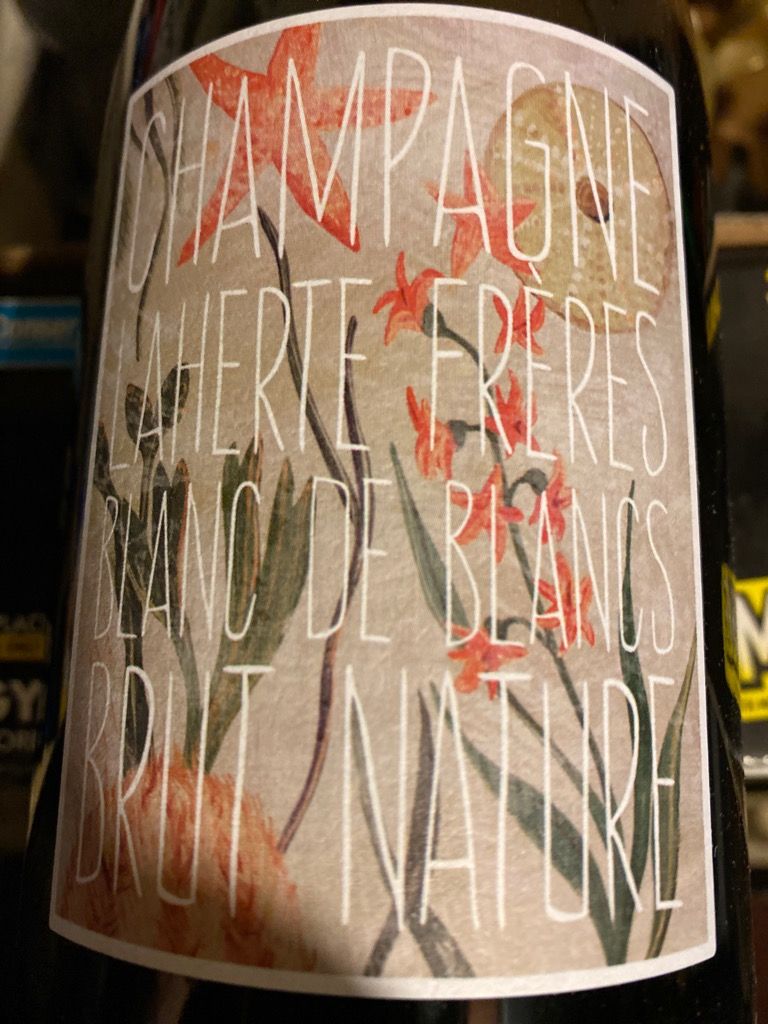 CHAMPAGNE
LAHERTE FRÈRES
BLANC DE BLANCS
BRUT NATURE